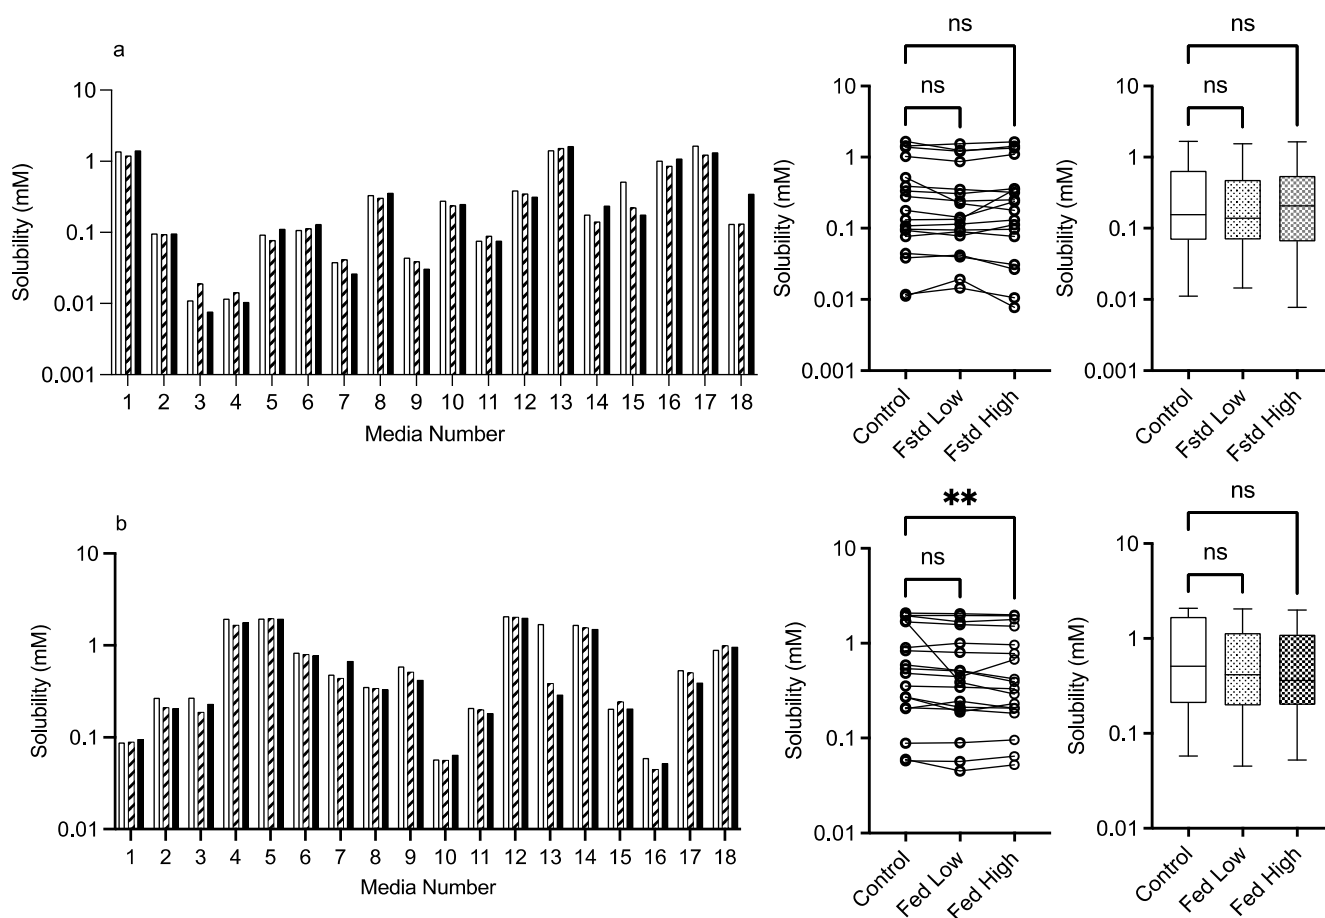 a
Solubility (mM)
10
1
0.1
0.01
0.001
1 2 3 4 5 6 7 8 9 10 11 12 13 14 15 16 17 18
Media Number
ns
ns
Solubility (mM)
10
1
0.1
0.01
0.001
Control
Fstd Low
Fstd High
ns
ns
Solubility (mM)
10
1
0.1
0.01
0.001
Control
Fstd Low
Fstd High
b
Solubility (mM)
10
1
0.1
0.01
1 2 3 4 5 6 7 8 9 10 11 12 13 14 15 16 17 18
Media Number
**
ns
Solubility (mM)
10
1
0.1
0.01
Control
Fed Low
Fed High
ns
ns
Solubility (mM)
10
1
0.1
0.01
Control
Fed Low
Fed High